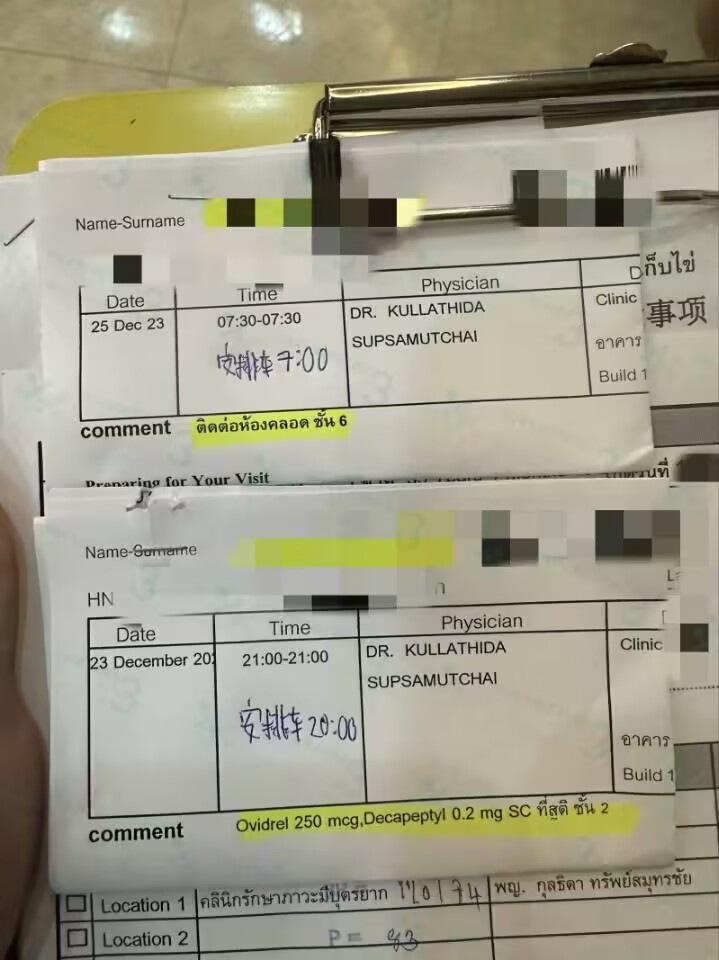 Name-Surname
Date Time Physician D
25 Dec 23 07:30-07:30 DR. KULLATHIDA Clinic
SUPSAMUTCHAI
安排车 7:00
อาคาร
Build 1
comment ติดต่อห้องคลอด ชั้น 6
ก็บไข่
事项
Preparing for Your Visit
Name-Surname
HN
Date Time Physician
23 December 202 21:00-21:00 DR. KULLATHIDA Clinic
SUPSAMUTCHAI
安排车 20:00
อาคาร
Build 1
comment Ovidrel 250 mcg,Decapeptyl 0.2 mg SC ที่สูติ ชั้น 2
Location 1 คลินิกรักษาภาวะมีบุตรยาก 120/74 พญ. กุลธิดา ทรัพย์สมุทรชัย
Location 2 P = 93